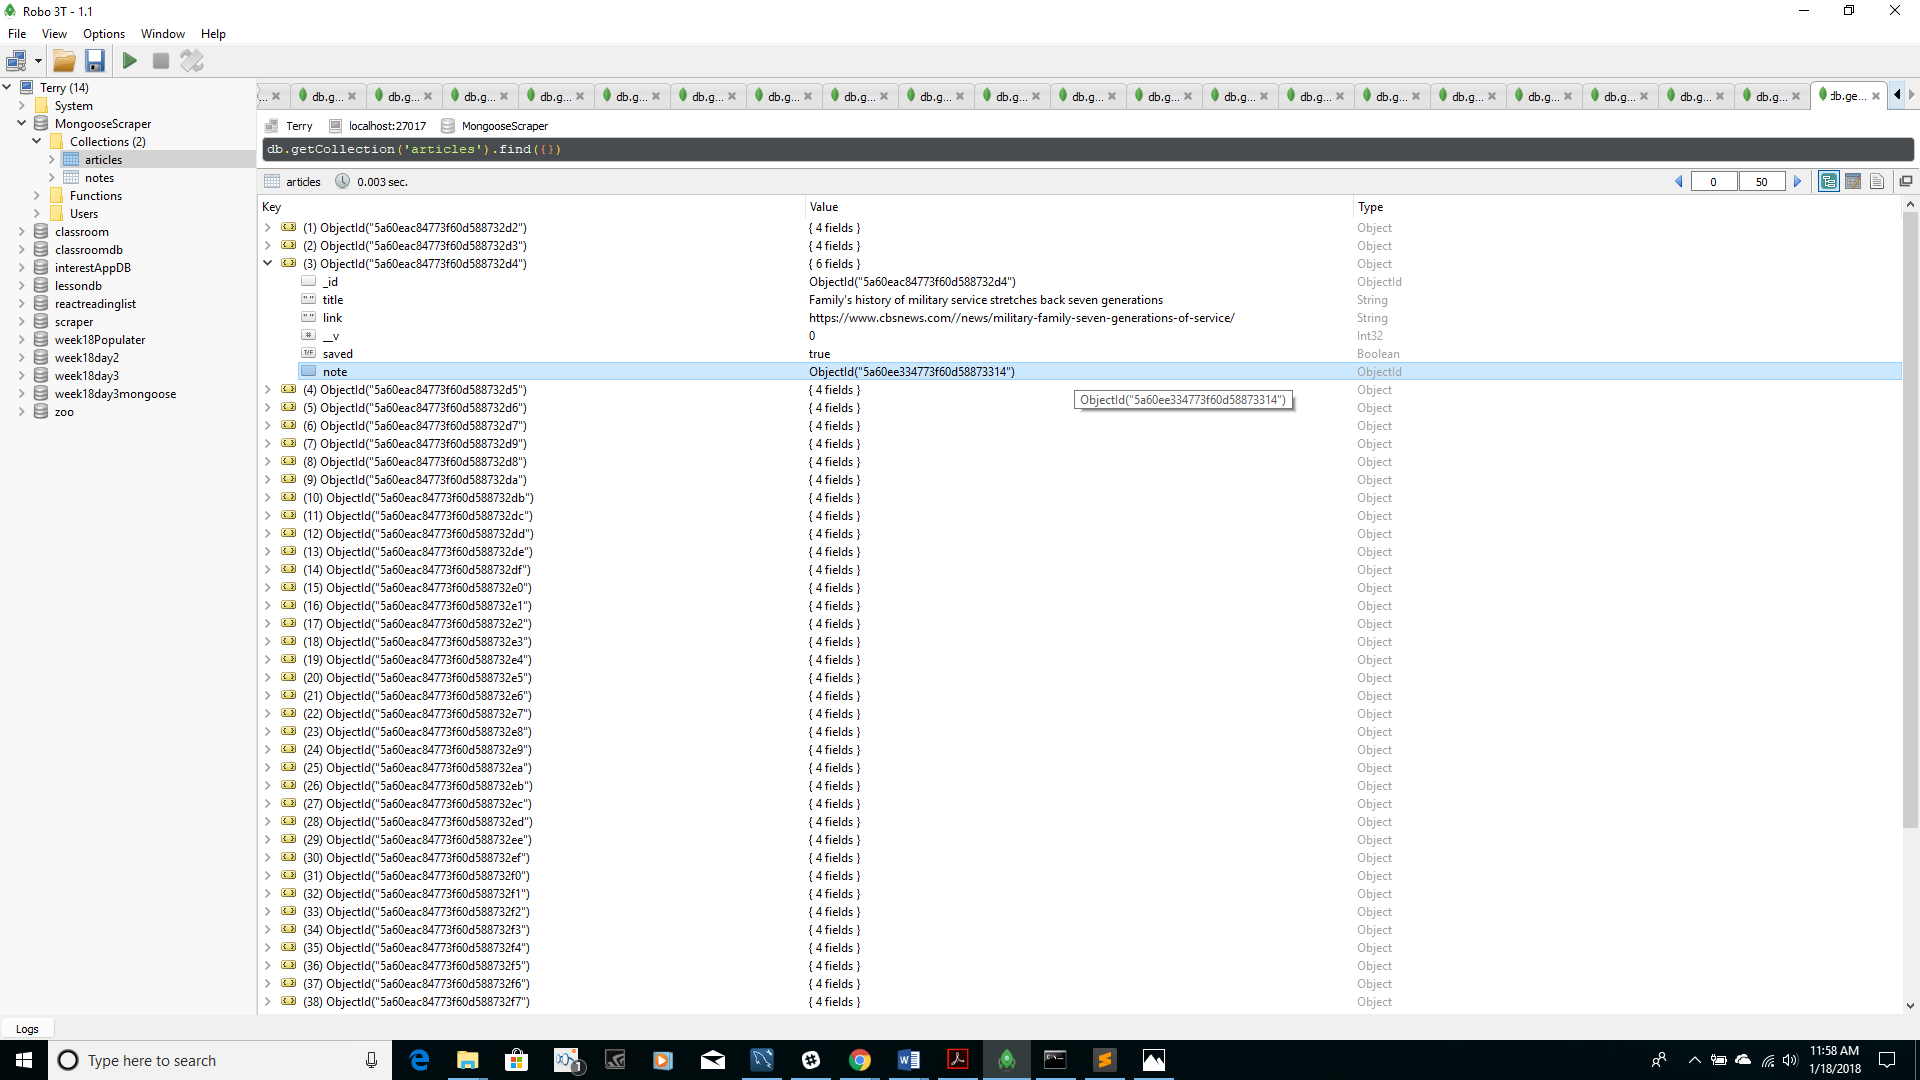 Robo 3T - 1.1
File View Options Window Help
Terry (14)
System
MongooseScraper
Collections (2)
articles
notes
Functions
Users
classroom
classroomdb
interestAppDB
lessondb
reactreadinglist
scraper
week18Populater
week18day2
week18day3
week18day3mongoose
zoo
... db.g... db.g... db.g... db.g... db.g... db.g... db.g... db.g... db.g... db.g... db.g... db.g... db.g... db.g... db.g... db.g... db.g... db.g... db.g... db.g... db.ge...
Terry localhost:27017 MongooseScraper
db.getCollection('articles').find({})
articles 0.003 sec. 0 50
Key Value Type
(1) ObjectId("5a60eac84773f60d588732d2") { 4 fields } Object
(2) ObjectId("5a60eac84773f60d588732d3") { 4 fields } Object
(3) ObjectId("5a60eac84773f60d588732d4") { 6 fields } Object
_id ObjectId("5a60eac84773f60d588732d4") ObjectId
" " title Family's history of military service stretches back seven generations String
" " link https://www.cbsnews.com//news/military-family-seven-generations-of-service/ String
# __v 0 Int32
T/F saved true Boolean
note ObjectId("5a60ee334773f60d58873314") ObjectId
(4) ObjectId("5a60eac84773f60d588732d5") { 4 fields } Object
ObjectId("5a60ee334773f60d58873314")
(5) ObjectId("5a60eac84773f60d588732d6") { 4 fields } Object
(6) ObjectId("5a60eac84773f60d588732d7") { 4 fields } Object
(7) ObjectId("5a60eac84773f60d588732d9") { 4 fields } Object
(8) ObjectId("5a60eac84773f60d588732d8") { 4 fields } Object
(9) ObjectId("5a60eac84773f60d588732da") { 4 fields } Object
(10) ObjectId("5a60eac84773f60d588732db") { 4 fields } Object
(11) ObjectId("5a60eac84773f60d588732dc") { 4 fields } Object
(12) ObjectId("5a60eac84773f60d588732dd") { 4 fields } Object
(13) ObjectId("5a60eac84773f60d588732de") { 4 fields } Object
(14) ObjectId("5a60eac84773f60d588732df") { 4 fields } Object
(15) ObjectId("5a60eac84773f60d588732e0") { 4 fields } Object
(16) ObjectId("5a60eac84773f60d588732e1") { 4 fields } Object
(17) ObjectId("5a60eac84773f60d588732e2") { 4 fields } Object
(18) ObjectId("5a60eac84773f60d588732e3") { 4 fields } Object
(19) ObjectId("5a60eac84773f60d588732e4") { 4 fields } Object
(20) ObjectId("5a60eac84773f60d588732e5") { 4 fields } Object
(21) ObjectId("5a60eac84773f60d588732e6") { 4 fields } Object
(22) ObjectId("5a60eac84773f60d588732e7") { 4 fields } Object
(23) ObjectId("5a60eac84773f60d588732e8") { 4 fields } Object
(24) ObjectId("5a60eac84773f60d588732e9") { 4 fields } Object
(25) ObjectId("5a60eac84773f60d588732ea") { 4 fields } Object
(26) ObjectId("5a60eac84773f60d588732eb") { 4 fields } Object
(27) ObjectId("5a60eac84773f60d588732ec") { 4 fields } Object
(28) ObjectId("5a60eac84773f60d588732ed") { 4 fields } Object
(29) ObjectId("5a60eac84773f60d588732ee") { 4 fields } Object
(30) ObjectId("5a60eac84773f60d588732ef") { 4 fields } Object
(31) ObjectId("5a60eac84773f60d588732f0") { 4 fields } Object
(32) ObjectId("5a60eac84773f60d588732f1") { 4 fields } Object
(33) ObjectId("5a60eac84773f60d588732f2") { 4 fields } Object
(34) ObjectId("5a60eac84773f60d588732f3") { 4 fields } Object
(35) ObjectId("5a60eac84773f60d588732f4") { 4 fields } Object
(36) ObjectId("5a60eac84773f60d588732f5") { 4 fields } Object
(37) ObjectId("5a60eac84773f60d588732f6") { 4 fields } Object
(38) ObjectId("5a60eac84773f60d588732f7") { 4 fields } Object
Logs
Type here to search
1
11:58 AM
1/18/2018